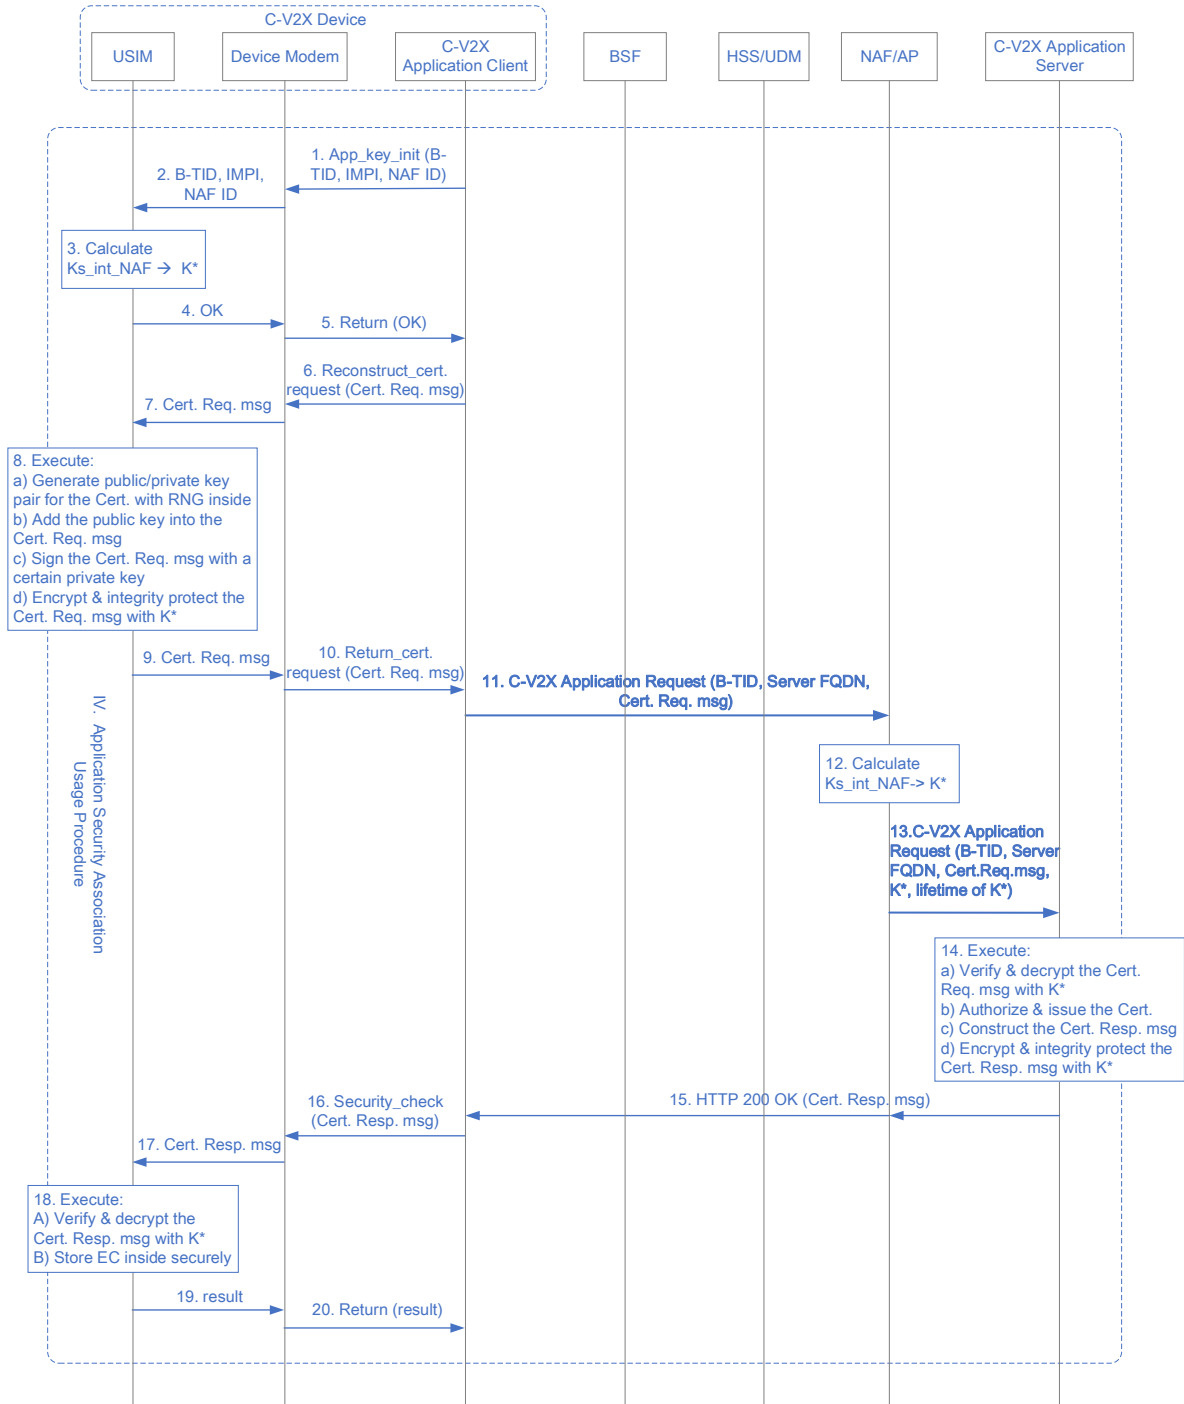 C-V2X Device
USIM
Device Modem
C-V2X
Application Client
BSF
HSS/UDM
NAF/AP
C-V2X Application
Server
1. App_key_init (B-
TID, IMPI, NAF ID)
2. B-TID, IMPI,
NAF ID
3. Calculate
Ks_int_NAF → K*
4. OK
5. Return (OK)
6. Reconstruct_cert.
request (Cert. Req. msg)
7. Cert. Req. msg
8. Execute:
a) Generate public/private key
pair for the Cert. with RNG inside
b) Add the public key into the
Cert. Req. msg
c) Sign the Cert. Req. msg with a
certain private key
d) Encrypt & integrity protect the
Cert. Req. msg with K*
9. Cert. Req. msg
10. Return_cert.
request (Cert. Req. msg)
11. C-V2X Application Request (B-TID, Server FQDN,
Cert. Req. msg)
IV. Application Security Association
Usage Procedure
12. Calculate
Ks_int_NAF-> K*
13.C-V2X Application
Request (B-TID, Server
FQDN, Cert.Req.msg,
K*, lifetime of K*)
14. Execute:
a) Verify & decrypt the Cert.
Req. msg with K*
b) Authorize & issue the Cert.
c) Construct the Cert. Resp. msg
d) Encrypt & integrity protect the
Cert. Resp. msg with K*
15. HTTP 200 OK (Cert. Resp. msg)
16. Security_check
(Cert. Resp. msg)
17. Cert. Resp. msg
18. Execute:
A) Verify & decrypt the
Cert. Resp. msg with K*
B) Store EC inside securely
19. result
20. Return (result)